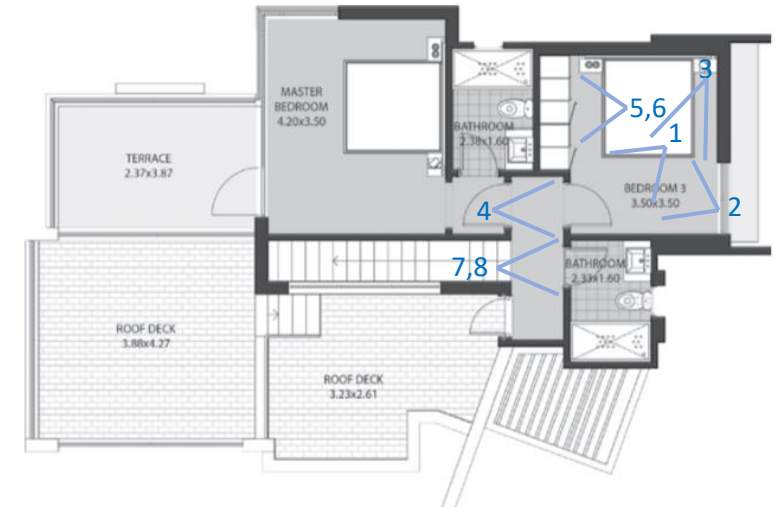 3
MASTER
BEDROOM
4.20x3.50
5,6
BATHROOM
2.38x1.60
1
TERRACE
2.37x3.87
BEDROOM 3
3.50x3.50
2
4
7,8
BATHROOM
2.33x1.60
ROOF DECK
3.88x4.27
ROOF DECK
3.23x2.61